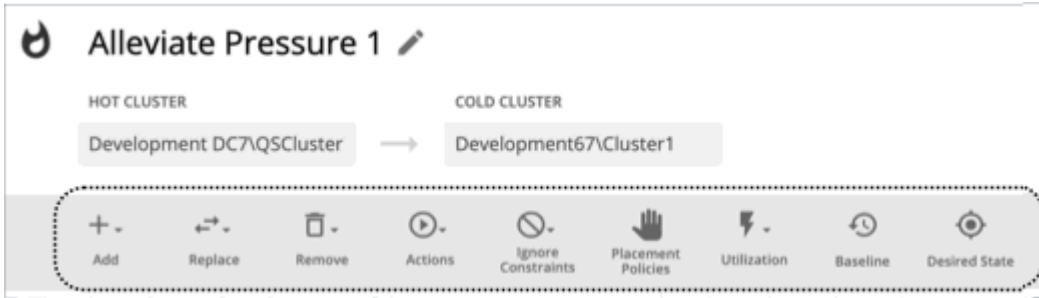 Alleviate Pressure 1
HOT CLUSTER COLD CLUSTER
Development DC7\QSCluster Development67\Cluster1
Add Replace Remove Actions Ignore Constraints Placement Policies Utilization Baseline Desired State